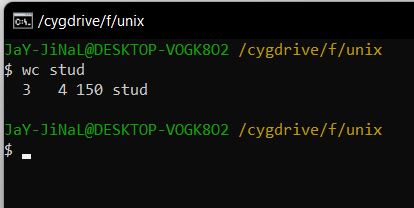 C:\. /cygdrive/f/unix
JaY-JiNaL@DESKTOP-VOGK8O2 /cygdrive/f/unix
$ wc stud
  3   4 150 stud
JaY-JiNaL@DESKTOP-VOGK8O2 /cygdrive/f/unix
$